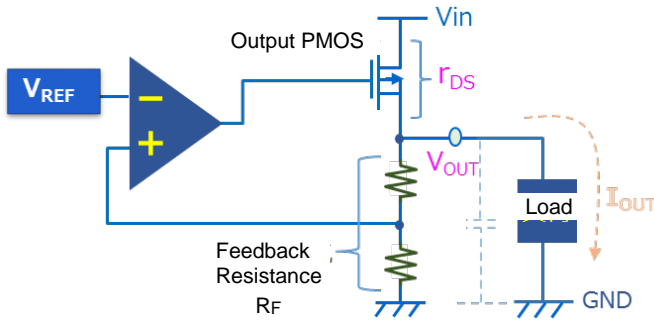 Vin
Output PMOS
rDS
VREF
−
+
VOUT
Load
IOUT
Feedback
Resistance
RF
GND